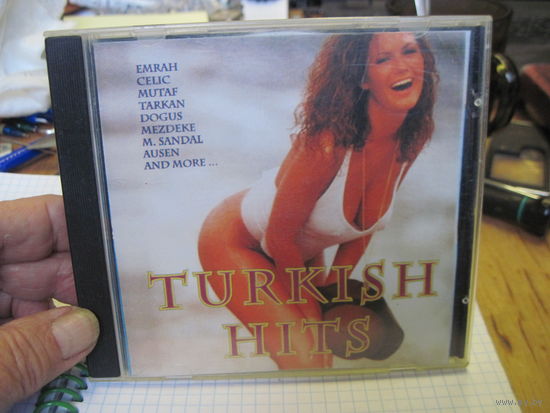 EMRAH
CELIC
MUTAF
TARKAN
DOGUS
MEZDEKE
M. SANDAL
AUSEN
AND MORE ...
TURKISH
HITS